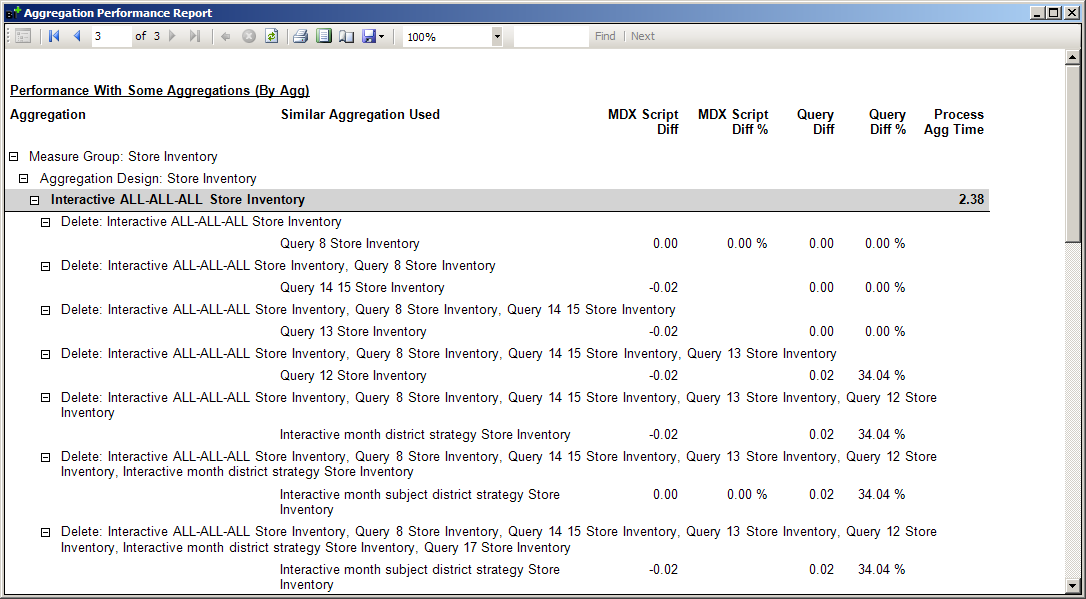 Aggregation Performance Report
3 of 3 100% Find Next
Performance With Some Aggregations (By Agg)
Aggregation Similar Aggregation Used MDX Script Diff MDX Script Diff % Query Diff Query Diff % Process Agg Time
Measure Group: Store Inventory
Aggregation Design: Store Inventory
Interactive ALL-ALL-ALL Store Inventory 2.38
Delete: Interactive ALL-ALL-ALL Store Inventory
Query 8 Store Inventory 0.00 0.00 % 0.00 0.00 %
Delete: Interactive ALL-ALL-ALL Store Inventory, Query 8 Store Inventory
Query 14 15 Store Inventory -0.02 0.00 0.00 %
Delete: Interactive ALL-ALL-ALL Store Inventory, Query 8 Store Inventory, Query 14 15 Store Inventory
Query 13 Store Inventory -0.02 0.00 0.00 %
Delete: Interactive ALL-ALL-ALL Store Inventory, Query 8 Store Inventory, Query 14 15 Store Inventory, Query 13 Store Inventory
Query 12 Store Inventory -0.02 0.02 34.04 %
Delete: Interactive ALL-ALL-ALL Store Inventory, Query 8 Store Inventory, Query 14 15 Store Inventory, Query 13 Store Inventory, Query 12 Store
Inventory
Interactive month district strategy Store Inventory -0.02 0.02 34.04 %
Delete: Interactive ALL-ALL-ALL Store Inventory, Query 8 Store Inventory, Query 14 15 Store Inventory, Query 13 Store Inventory, Query 12 Store
Inventory, Interactive month district strategy Store Inventory
Interactive month subject district strategy Store 0.00 0.00 % 0.02 34.04 %
Inventory
Delete: Interactive ALL-ALL-ALL Store Inventory, Query 8 Store Inventory, Query 14 15 Store Inventory, Query 13 Store Inventory, Query 12 Store
Inventory, Interactive month district strategy Store Inventory, Query 17 Store Inventory
Interactive month subject district strategy Store -0.02 0.02 34.04 %
Inventory